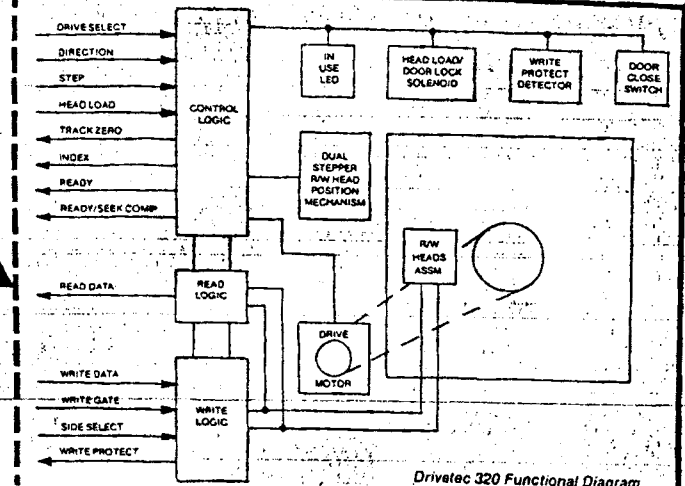 DRIVE SELECT
DIRECTION
STEP
HEAD LOAD
TRACK ZERO
INDEX
READY
READY/SEEK COMP
READ DATA
WRITE DATA
WRITE GATE
SIDE SELECT
WRITE PROTECT
CONTROL
LOGIC
READ
LOGIC
WRITE
LOGIC
IN
USE
LED
HEAD LOAD/
DOOR LOCK
SOLENOID
WRITE
PROTECT
DETECTOR
DOOR
CLOSE
SWITCH
DUAL
STEPPER
R/W HEAD
POSITION
MECHANISM
R/W
HEADS
ASSM
DRIVE
MOTOR
Drivetec 320 Functional Diagram